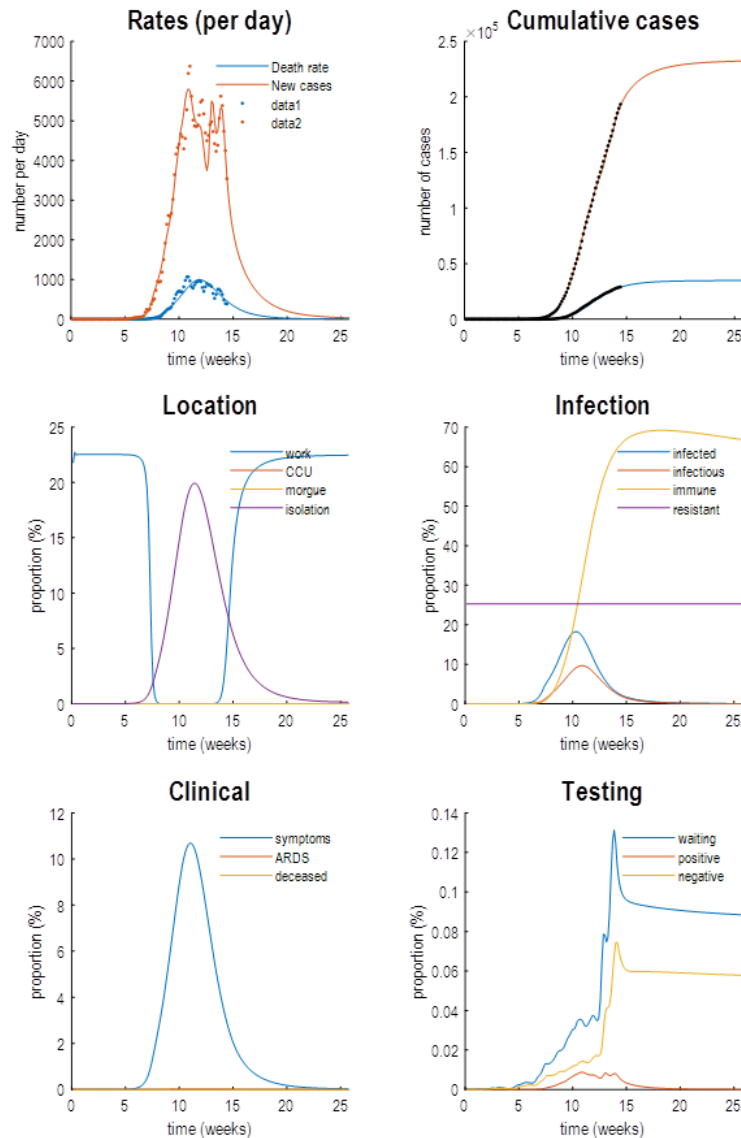 Rates (per day)
7000
6000
5000
4000
3000
2000
1000
0
number per day
Death rate
New cases
data1
data2
0 5 10 15 20 25
time (weeks)
Cumulative cases
×10^5
2.5
2
1.5
1
0.5
0
number of cases
0 5 10 15 20 25
time (weeks)
Location
25
20
15
10
5
0
proportion (%)
work
CCU
morgue
isolation
0 5 10 15 20 25
time (weeks)
Infection
70
60
50
40
30
20
10
0
proportion (%)
infected
infectious
immune
resistant
0 5 10 15 20 25
time (weeks)
Clinical
12
10
8
6
4
2
0
proportion (%)
symptoms
ARDS
deceased
0 5 10 15 20 25
time (weeks)
Testing
0.14
0.12
0.1
0.08
0.06
0.04
0.02
0
proportion (%)
waiting
positive
negative
0 5 10 15 20 25
time (weeks)